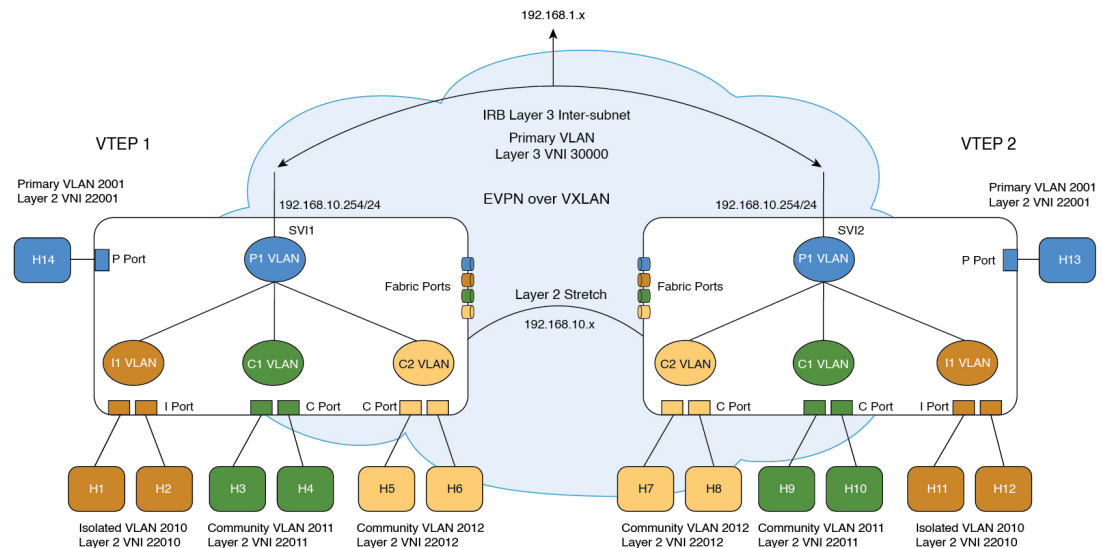 192.168.1.x
IRB Layer 3 Inter-subnet
Primary VLAN
Layer 3 VNI 30000
VTEP 1
VTEP 2
Primary VLAN 2001
Layer 2 VNI 22001
Primary VLAN 2001
Layer 2 VNI 22001
192.168.10.254/24
EVPN over VXLAN
192.168.10.254/24
SVI1
SVI2
H14
P Port
P1 VLAN
P1 VLAN
P Port
H13
Fabric Ports
Fabric Ports
Layer 2 Stretch
192.168.10.x
I1 VLAN
C1 VLAN
C2 VLAN
C2 VLAN
C1 VLAN
I1 VLAN
I Port
C Port
C Port
C Port
C Port
I Port
H1
H2
H3
H4
H5
H6
H7
H8
H9
H10
H11
H12
Isolated VLAN 2010
Layer 2 VNI 22010
Community VLAN 2011
Layer 2 VNI 22011
Community VLAN 2012
Layer 2 VNI 22012
Community VLAN 2012
Layer 2 VNI 22012
Community VLAN 2011
Layer 2 VNI 22011
Isolated VLAN 2010
Layer 2 VNI 22010